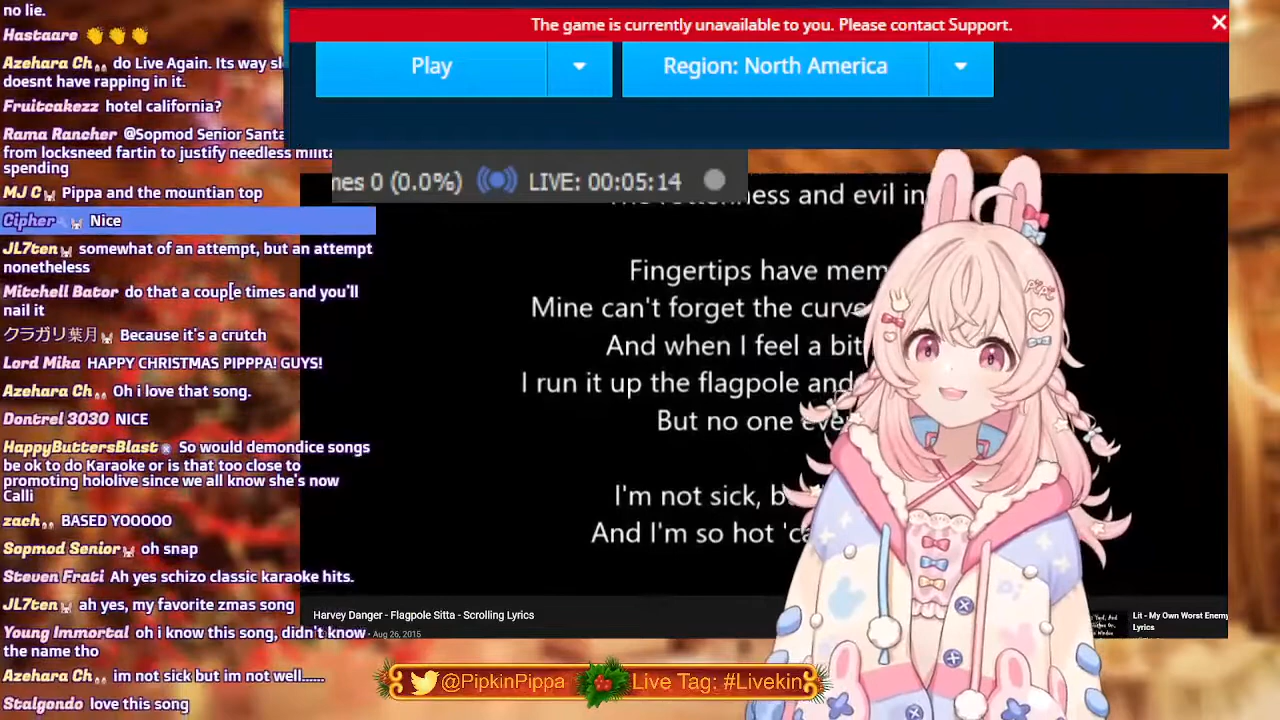 no lie.
Hastaare 👏👏👏
Azehara Ch do Live Again. Its way
doesnt have rapping in it.
Fruitcakezz hotel california?
Rama Rancher @Sopmod Senior Santa
from locksneed fartin to justify needless
spending
MJ C Pippa and the mountian top
Cipher Nice
JL7ten somewhat of an attempt, but an attempt
nonetheless
Mitchell Bator do that a coup[e times and you'll
nail it
クラガリ葉月 Because it's a crutch
Lord Mika HAPPY CHRISTMAS PIPPPA! GUYS!
Azehara Ch Oh i love that song.
Dontrel 3030 NICE
HappyButtersBlast So would demondice songs
be ok to do Karaoke or is that too close to
promoting hololive since we all know she's now
Calli
zach BASED YOOOOO
Sopmod Senior oh snap
Steven Frati Ah yes schizo classic karaoke hits.
JL7ten ah yes, my favorite zmas song
Young Immortal oh i know this song, didn't know
the name tho
Azehara Ch im not sick but im not well......
Stalgondo love this song
The game is currently unavailable to you. Please contact Support.
Play
Region: North America
0 (0.0%) LIVE: 00:05:14
and evil in
Fingertips have
Mine can't forget the
And when I feel a bit
I run it up the flagpole and
But no one
I'm not sick,
And I'm so hot
Harvey Danger - Flagpole Sitta - Scrolling Lyrics
Aug 26, 2015
Lit - My Own Worst Enemy
Lyrics
PIPPA
@PipkinPippa
Live Tag: #Livekin